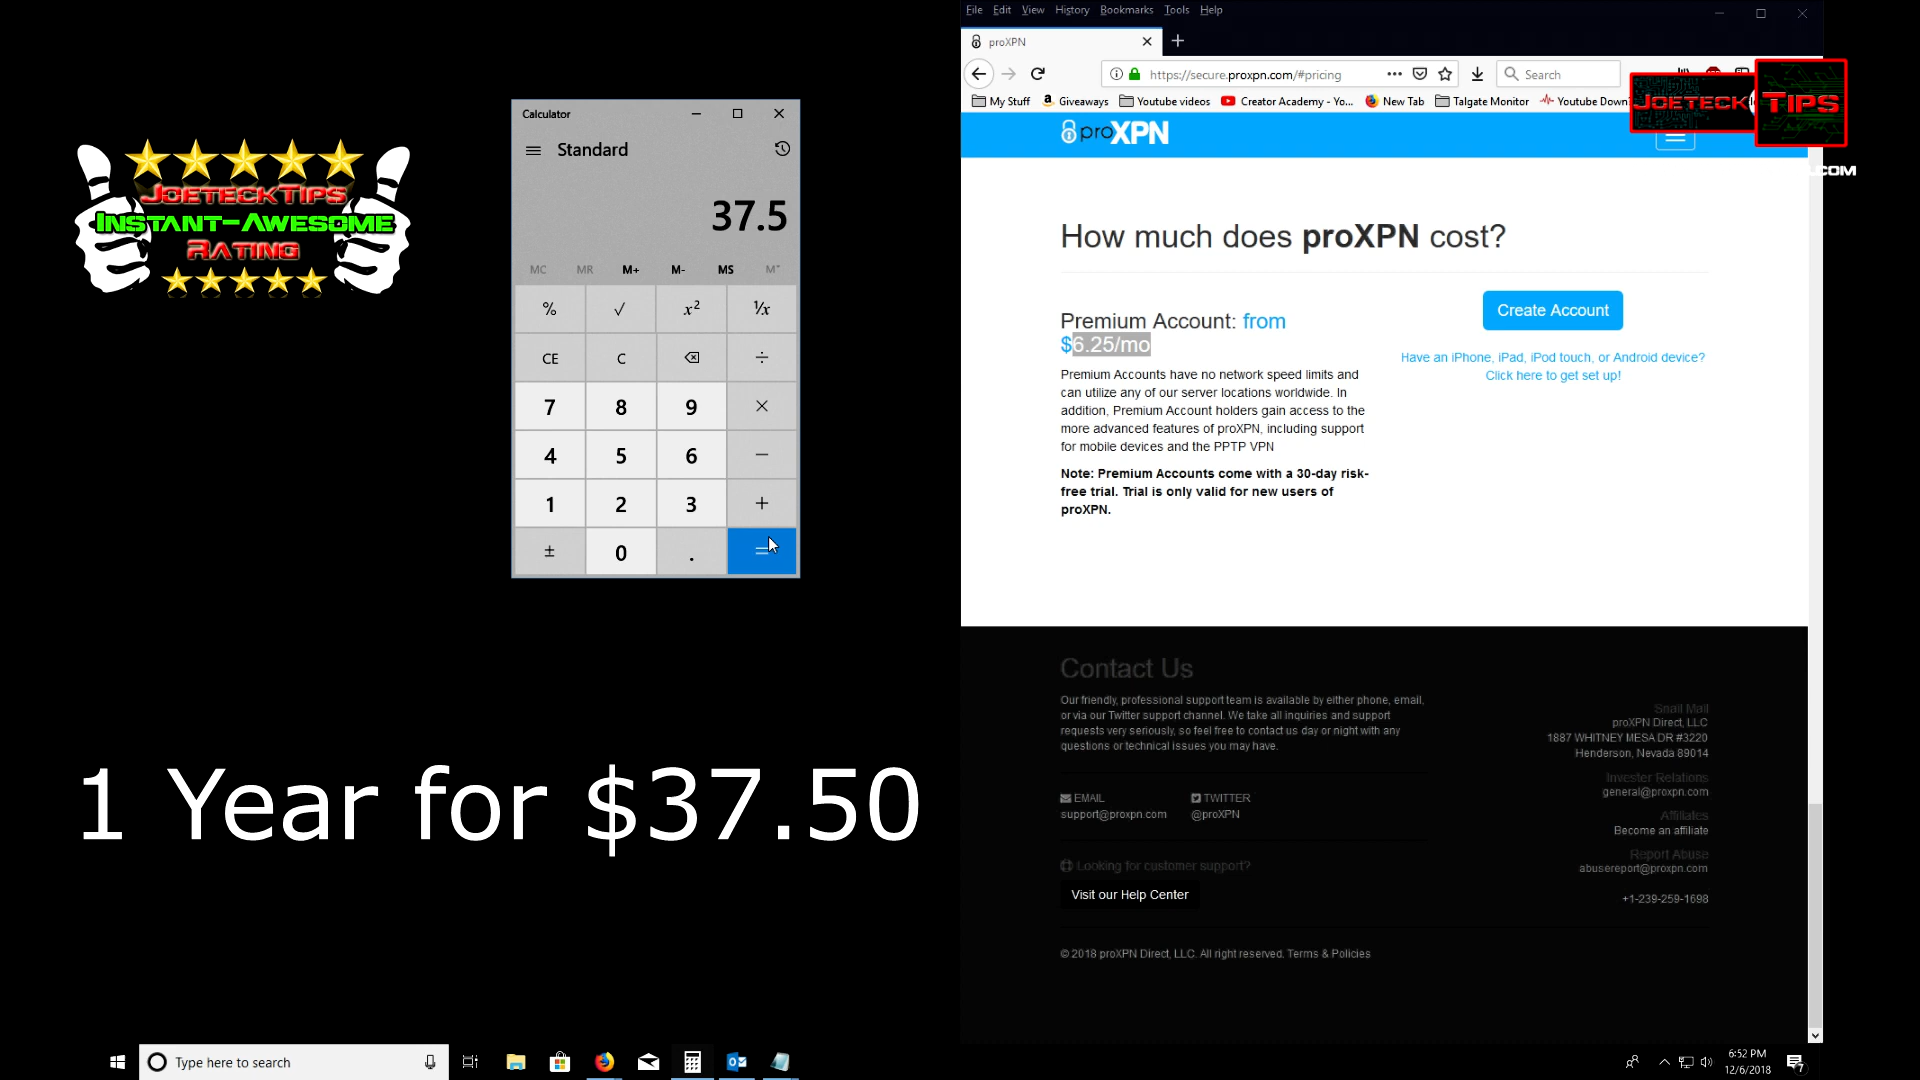 JOETECKTIPS
INSTANT-AWESOME
RATING
Calculator
Standard
37.5
MC MR M+ M- MS M˅
% √ x² ¹/x
CE C ÷
7 8 9 ×
4 5 6 −
1 2 3 +
± 0 . =
1 Year for $37.50
File Edit View History Bookmarks Tools Help
proXPN
https://secure.proxpn.com/#pricing
Search
My Stuff Giveaways Youtube videos Creator Academy - Yo... New Tab Talgate Monitor Youtube Down
JOETECK TIPS
.COM
proXPN
How much does proXPN cost?
Premium Account: from
$6.25/mo
Premium Accounts have no network speed limits and
can utilize any of our server locations worldwide. In
addition, Premium Account holders gain access to the
more advanced features of proXPN, including support
for mobile devices and the PPTP VPN
Note: Premium Accounts come with a 30-day risk-
free trial. Trial is only valid for new users of
proXPN.
Create Account
Have an iPhone, iPad, iPod touch, or Android device?
Click here to get set up!
Contact Us
Our friendly, professional support team is available by either phone, email,
or via our Twitter support channel. We take all inquiries and support
requests very seriously, so feel free to contact us day or night with any
questions or technical issues you may have.
EMAIL
support@proxpn.com
TWITTER
@proXPN
Looking for customer support?
Visit our Help Center
Snail Mail
proXPN Direct, LLC
1887 WHITNEY MESA DR #3220
Henderson, Nevada 89014
Invester Relations
general@proxpn.com
Affiliates
Become an affiliate
Report Abuse
abusereport@proxpn.com
+1-239-259-1698
© 2018 proXPN Direct, LLC. All right reserved. Terms & Policies
Type here to search
6:52 PM
12/6/2018
7